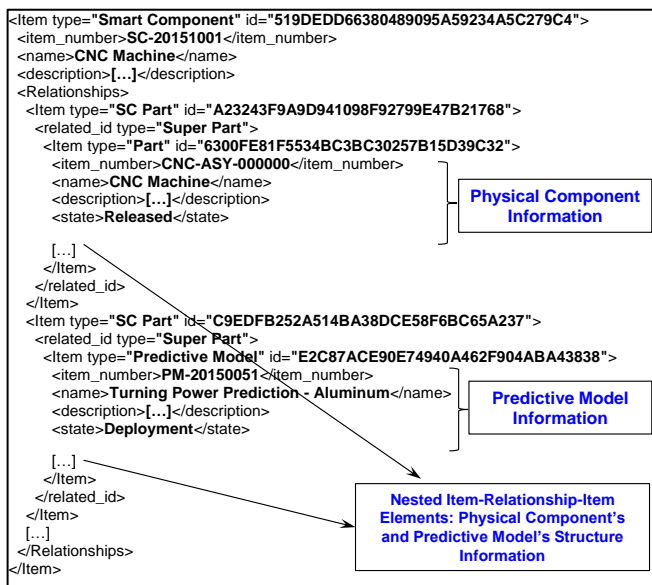 <Item type="Smart Component" id="519DEDD66380489095A59234A5C279C4">
<item_number>SC-20151001</item_number>
<name>CNC Machine</name>
<description>[...]</description>
<Relationships>
<Item type="SC Part" id="A23243F9A9D941098F92799E47B21768">
<related_id type="Super Part">
<Item type="Part" id="6300FE81F5534BC3BC30257B15D39C32">
<item_number>CNC-ASY-000000</item_number>
<name>CNC Machine</name>
<description>[...]</description>
<state>Released</state>
Physical Component
Information
[...]
</Item>
</related_id>
</Item>
<Item type="SC Part" id="C9EDFB252A514BA38DCE58F6BC65A237">
<related_id type="Super Part">
<Item type="Predictive Model" id="E2C87ACE90E74940A462F904ABA43838">
<item_number>PM-20150051</item_number>
<name>Turning Power Prediction - Aluminum</name>
<description>[...]</description>
<state>Deployment</state>
Predictive Model
Information
[...]
</Item>
</related_id>
</Item>
[...]
</Relationships>
</Item>
Nested Item-Relationship-Item
Elements: Physical Component's
and Predictive Model's Structure
Information